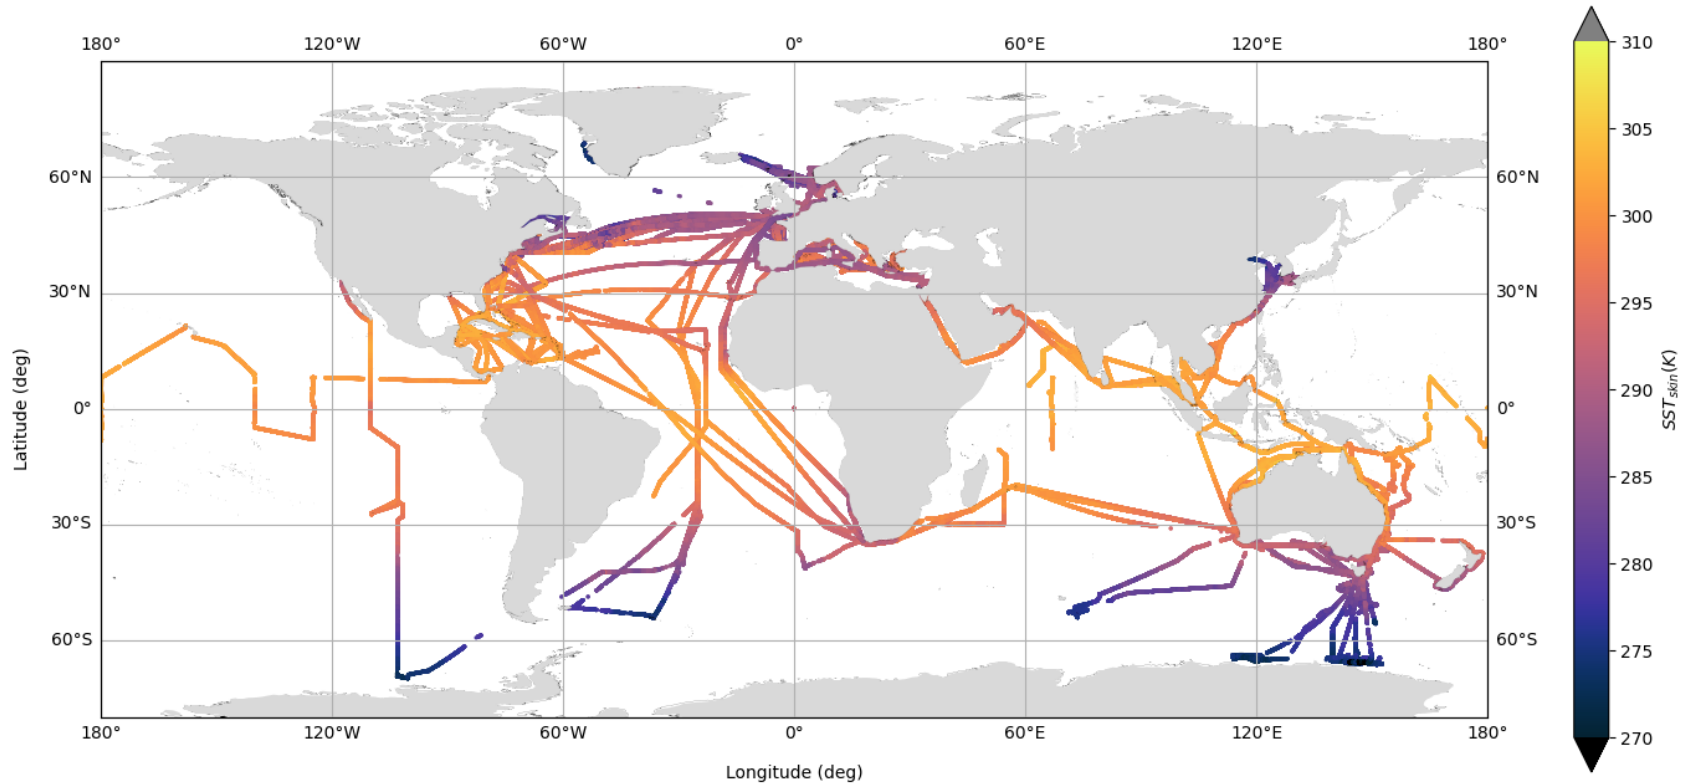 180° 120°W 60°W 0° 60°E 120°E 180°
60°N 60°N
30°N 30°N
0° 0°
30°S 30°S
60°S 60°S
180° 120°W 60°W 0° 60°E 120°E 180°
Longitude (deg)
Latitude (deg)
310
305
300
295
290
285
280
275
270
SST_skin(K)